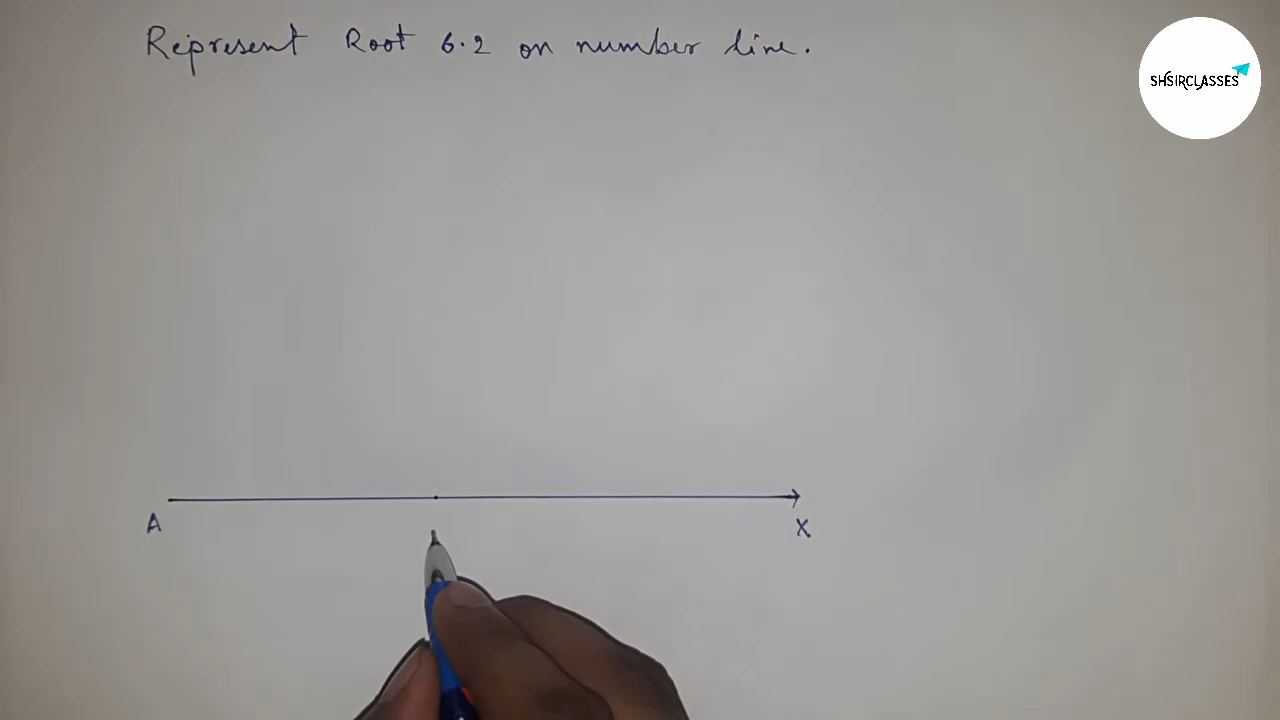 Represent Root 6.2 on number line.
SHSIRCLASSES
A
X